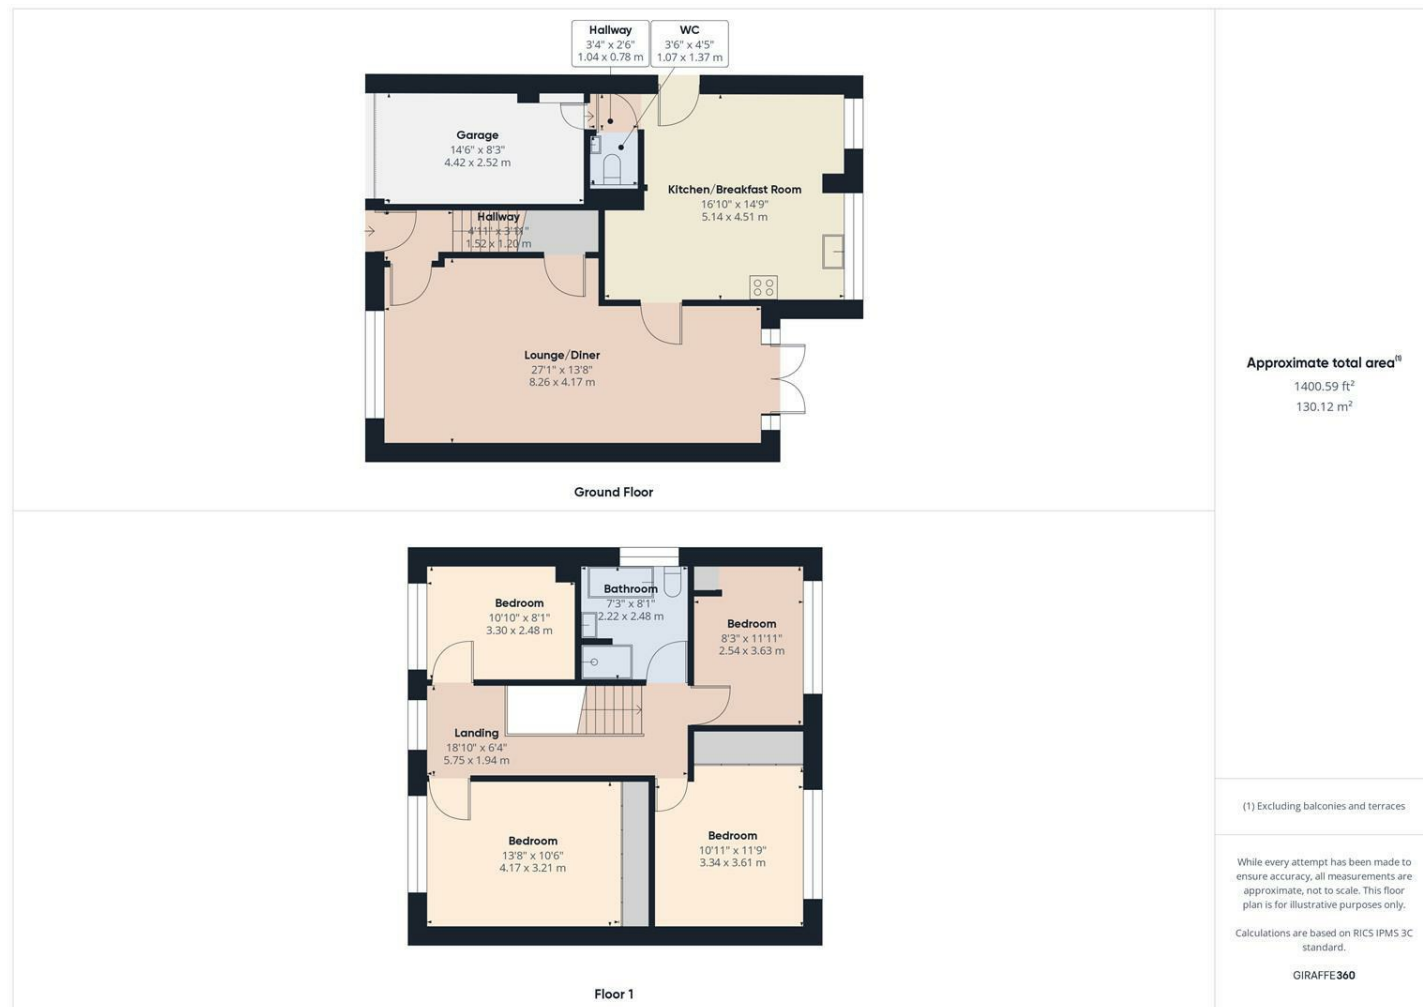 Hallway
3'4" x 2'6"
1.04 x 0.78 m
WC
3'6" x 4'5"
1.07 x 1.37 m
Garage
14'6" x 8'3"
4.42 x 2.52 m
Kitchen/Breakfast Room
16'10" x 14'9"
5.14 x 4.51 m
Hallway
4'11" x 3'11"
1.52 x 1.20 m
Lounge/Diner
27'1" x 13'8"
8.26 x 4.17 m
Ground Floor
Bedroom
10'10" x 8'1"
3.30 x 2.48 m
Bathroom
7'3" x 8'1"
2.22 x 2.48 m
Bedroom
8'3" x 11'11"
2.54 x 3.63 m
Landing
18'10" x 6'4"
5.75 x 1.94 m
Bedroom
13'8" x 10'6"
4.17 x 3.21 m
Bedroom
10'11" x 11'9"
3.34 x 3.61 m
Floor 1
Approximate total area(1)
1400.59 ft²
130.12 m²
(1) Excluding balconies and terraces
While every attempt has been made to
ensure accuracy, all measurements are
approximate, not to scale. This floor
plan is for illustrative purposes only.
Calculations are based on RICS IPMS 3C
standard.
GIRAFFE360